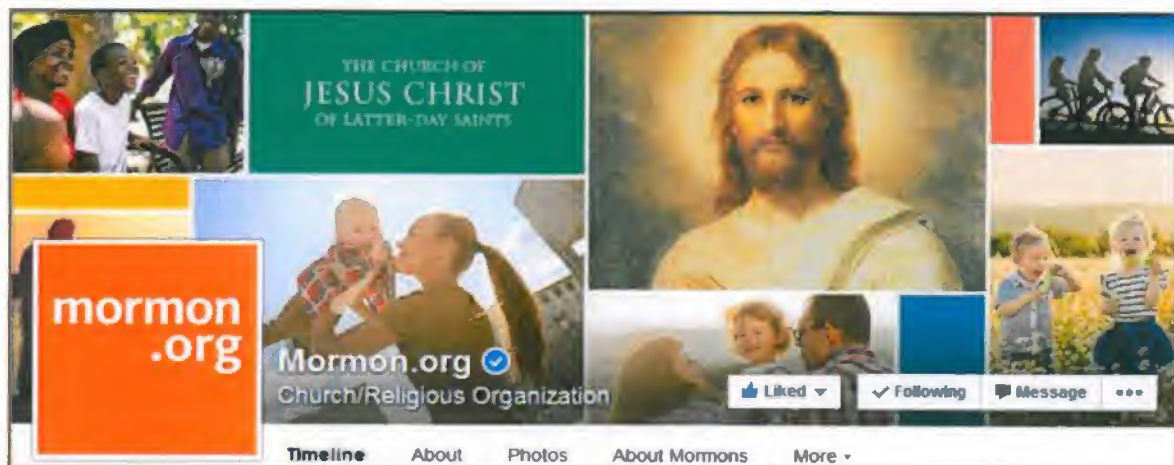 THE CHURCH OF
JESUS CHRIST
OF LATTER-DAY SAINTS
mormon
.org
Mormon.org
Church/Religious Organization
Liked
Following
Message
Timeline About Photos About Mormons More